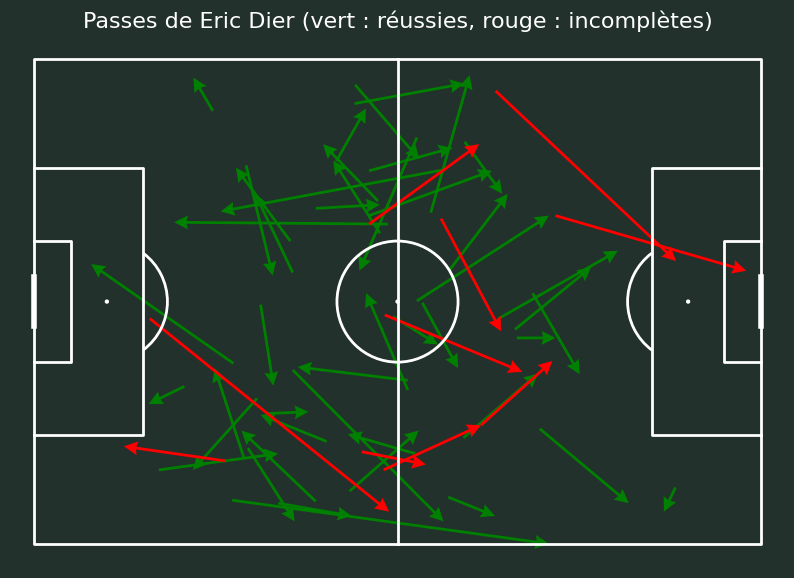 Passes de Eric Dier (vert : réussies, rouge : incomplètes)